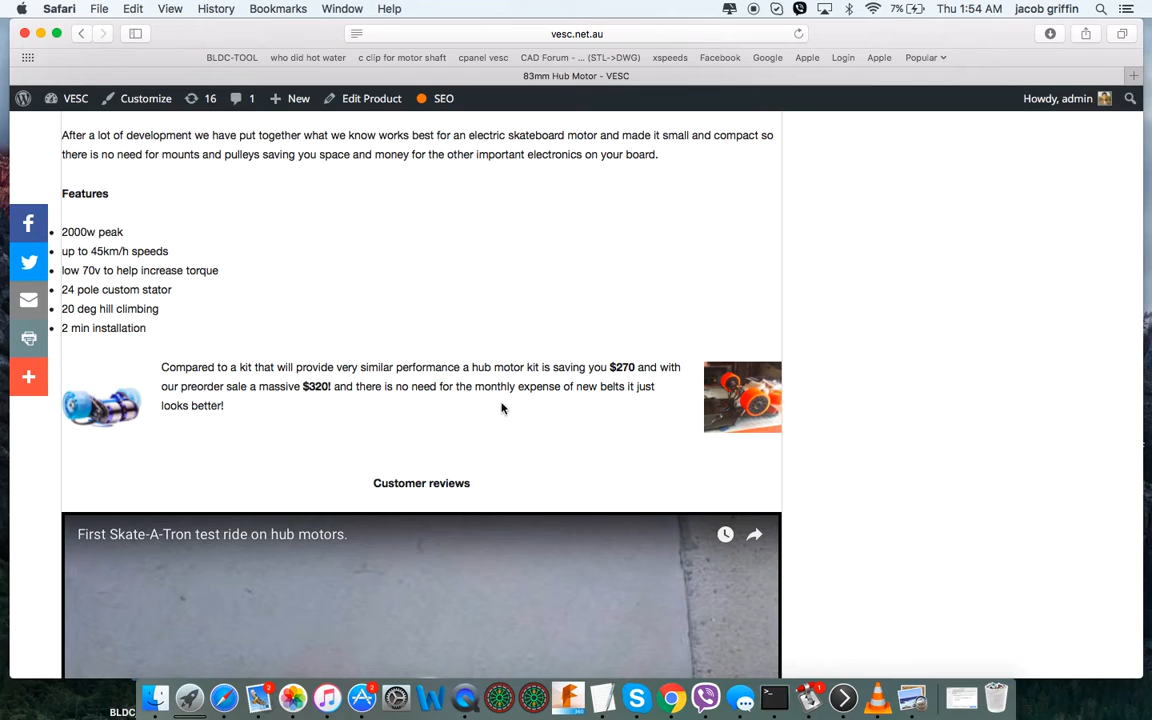 Safari File Edit View History Bookmarks Window Help 7% Thu 1:54 AM jacob griffin
vesc.net.au
BLDC-TOOL who did hot water c clip for motor shaft cpanel vesc CAD Forum - ... (STL->DWG) xspeeds Facebook Google Apple Login Apple Popular
83mm Hub Motor – VESC
VESC Customize 16 1 New Edit Product SEO Howdy, admin
After a lot of development we have put together what we know works best for an electric skateboard motor and made it small and compact so
there is no need for mounts and pulleys saving you space and money for the other important electronics on your board.
Features
2000w peak
up to 45km/h speeds
low 70v to help increase torque
24 pole custom stator
20 deg hill climbing
2 min installation
Compared to a kit that will provide very similar performance a hub motor kit is saving you $270 and with
our preorder sale a massive $320! and there is no need for the monthly expense of new belts it just
looks better!
Customer reviews
First Skate-A-Tron test ride on hub motors.
2
2
1
BLDC